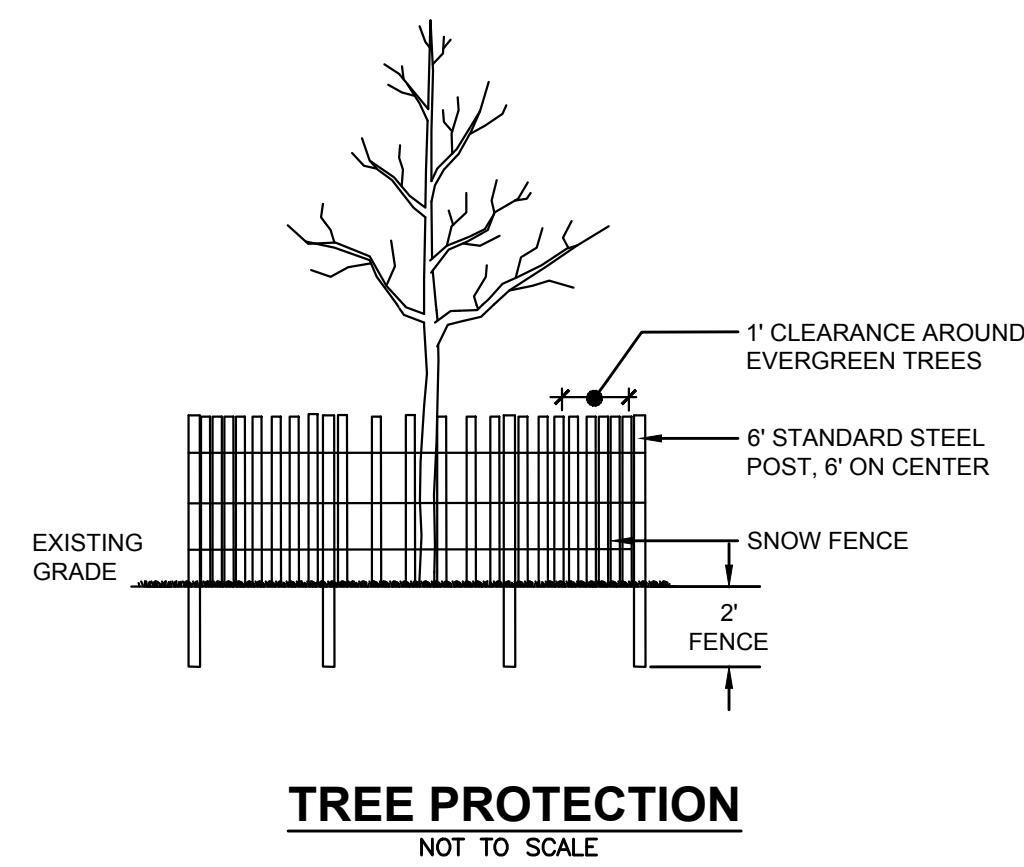 1' CLEARANCE AROUND
EVERGREEN TREES
6' STANDARD STEEL
POST, 6' ON CENTER
SNOW FENCE
EXISTING
GRADE
2'
FENCE
TREE PROTECTION
NOT TO SCALE